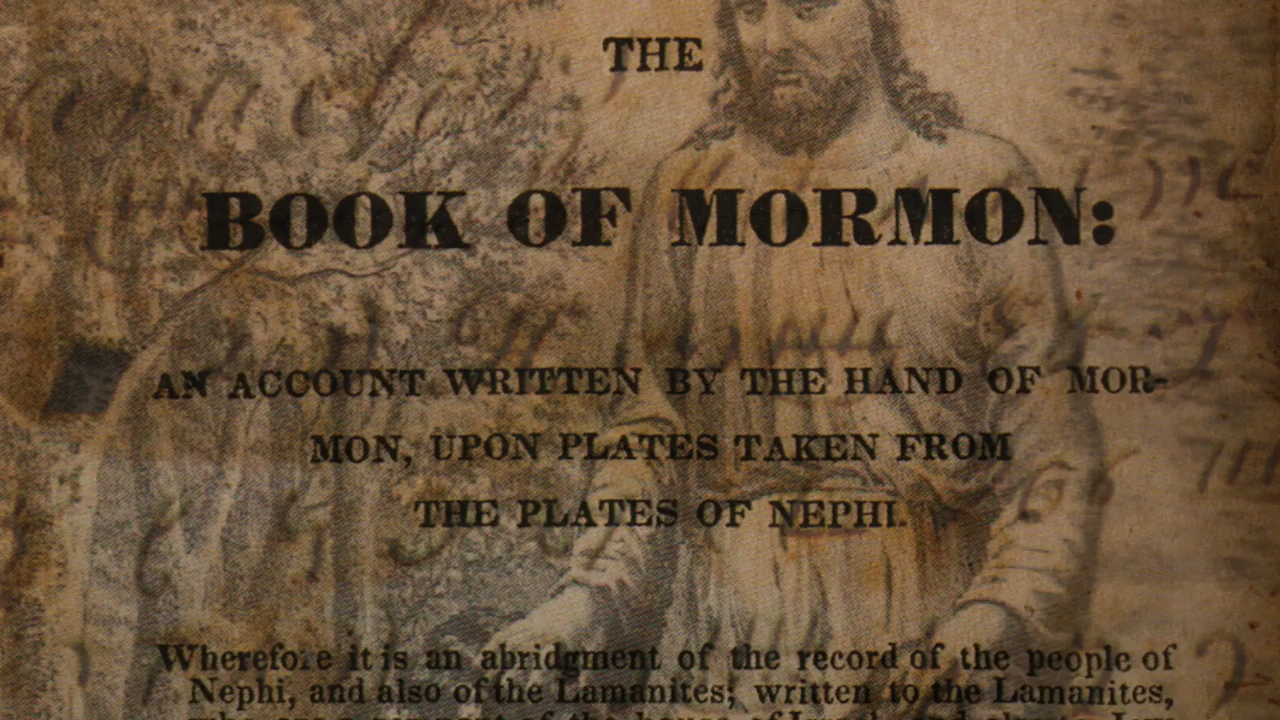 THE
BOOK OF MORMON:
AN ACCOUNT WRITTEN BY THE HAND OF MOR-
MON, UPON PLATES TAKEN FROM
THE PLATES OF NEPHI.
Wherefore it is an abridgment of the record of the people of
Nephi, and also of the Lamanites; written to the Lamanites,